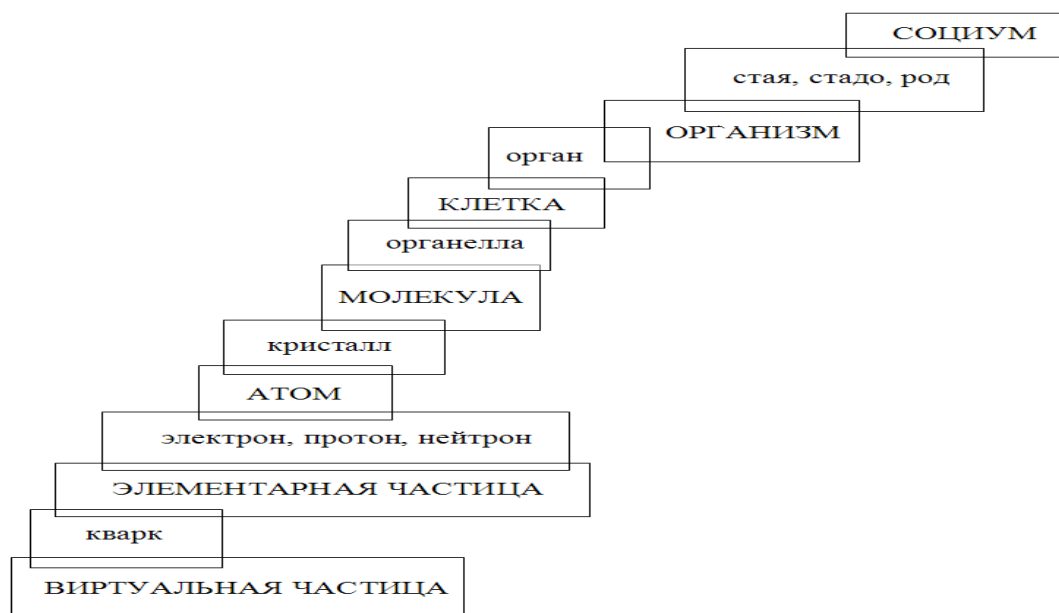 СОЦИУМ
стая, стадо, род
ОРГАНИЗМ
орган
КЛЕТКА
органелла
МОЛЕКУЛА
кристалл
АТОМ
электрон, протон, нейтрон
ЭЛЕМЕНТАРНАЯ ЧАСТИЦА
кварк
ВИРТУАЛЬНАЯ ЧАСТИЦА